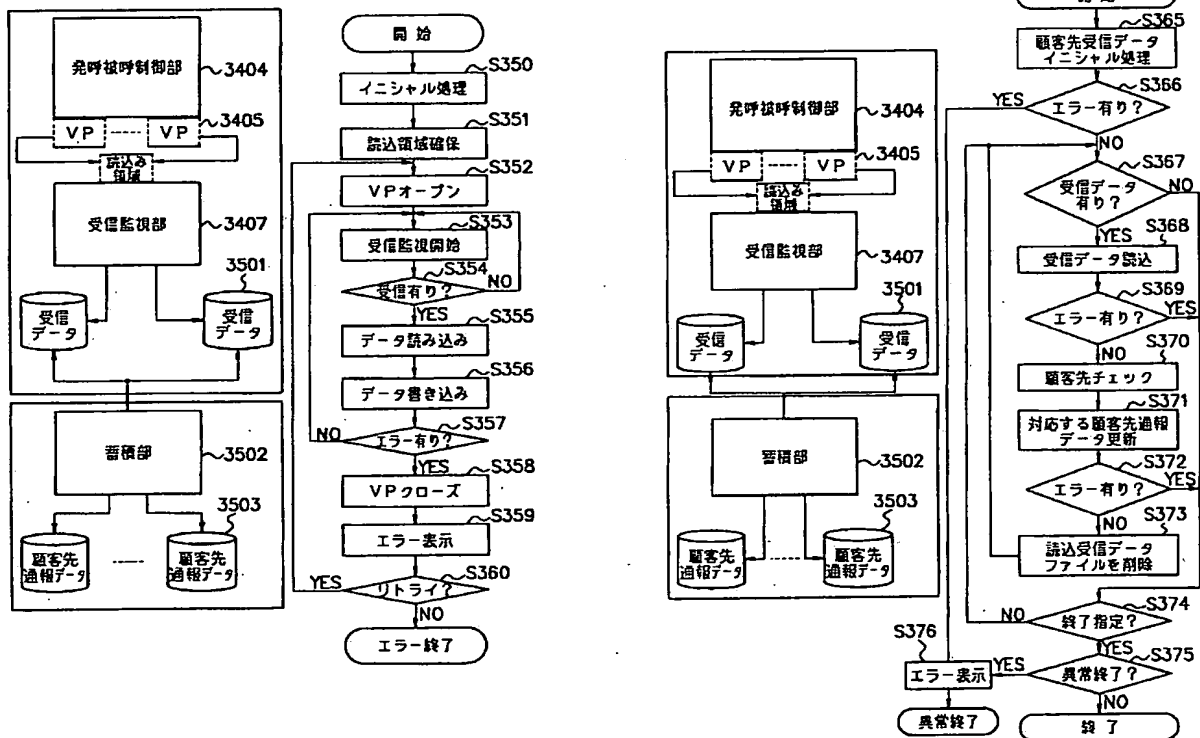 発呼被呼制御部
3404
VP
VP
3405
読込み
領域
受信監視部
3407
3501
受信
データ
受信
データ
蓄積部
3502
3503
顧客先
通報データ
顧客先
通報データ
開始
S350
イニシャル処理
S351
読込領域確保
S352
VPオープン
S353
受信監視開始
S354
受信有り?
NO
YES
S355
データ読み込み
S356
データ書き込み
S357
エラー有り?
NO
YES
S358
VPクローズ
S359
エラー表示
S360
リトライ?
YES
NO
エラー終了
発呼被呼制御部
3404
VP
VP
3405
読込み
領域
受信監視部
3407
3501
受信
データ
受信
データ
蓄積部
3502
3503
顧客先
通報データ
顧客先
通報データ
S365
顧客先受信データ
イニシャル処理
S366
YES
エラー有り?
NO
S367
受信データ
有り?
NO
YES
S368
受信データ読込
S369
エラー有り?
YES
NO
S370
顧客先チェック
S371
対応する顧客先通報
データ更新
S372
エラー有り?
YES
NO
S373
読込受信データ
ファイルを削除
S374
NO
終了指定?
YES
S375
異常終了?
YES
S376
エラー表示
NO
異常終了
終了